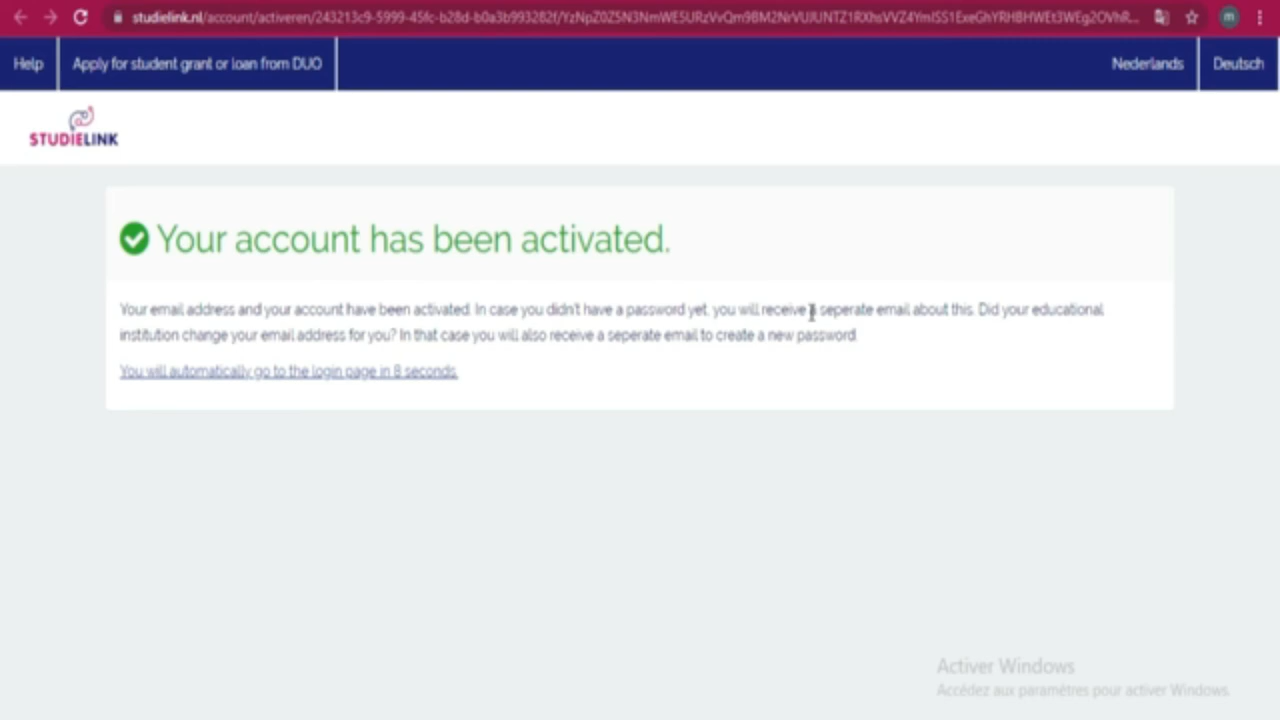 studielink.nl/account/activeren/
Help
Apply for student grant or loan from DUO
Nederlands
Deutsch
STUDIELINK
Your account has been activated.
Your email address and your account have been activated. In case you didn't have a password yet, you will receive a seperate email about this. Did your educational
institution change your email address for you? In that case you will also receive a seperate email to create a new password.
You will automatically go to the login page in 8 seconds.
Activer Windows
Accédez aux paramètres pour activer Windows.
m